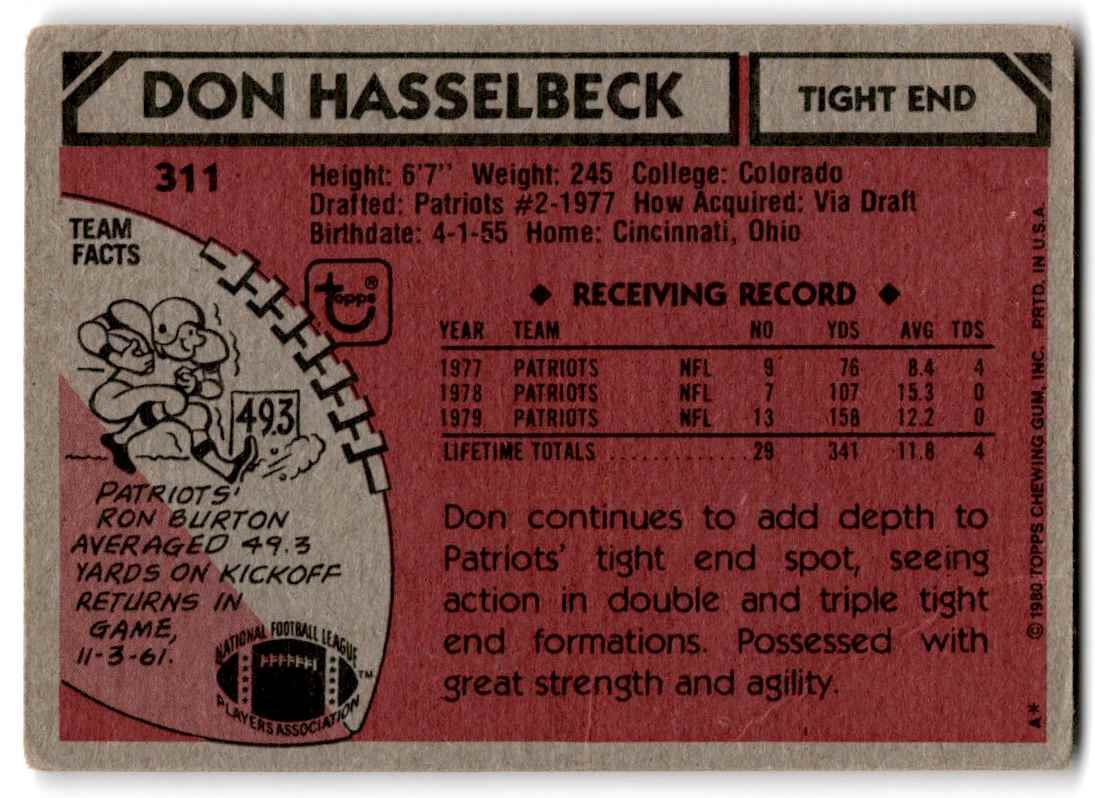 DON HASSELBECK
TIGHT END
311
Height: 6'7" Weight: 245 College: Colorado
Drafted: Patriots #2-1977 How Acquired: Via Draft
Birthdate: 4-1-55 Home: Cincinnati, Ohio
TEAM
FACTS
topps®
49.3
PATRIOTS'
RON BURTON
AVERAGED 49.3
YARDS ON KICKOFF
RETURNS IN
GAME,
11-3-61.
NATIONAL FOOTBALL LEAGUE
PLAYERS ASSOCIATION
TM
◆ RECEIVING RECORD ◆
YEAR TEAM NO YDS AVG TDS
1977 PATRIOTS NFL 9 76 8.4 4
1978 PATRIOTS NFL 7 107 15.3 0
1979 PATRIOTS NFL 13 158 12.2 0
LIFETIME TOTALS ............. 29 341 11.8 4
Don continues to add depth to
Patriots' tight end spot, seeing
action in double and triple tight
end formations. Possessed with
great strength and agility.
A* © 1980 TOPPS CHEWING GUM, INC. PRTD. IN U.S.A.